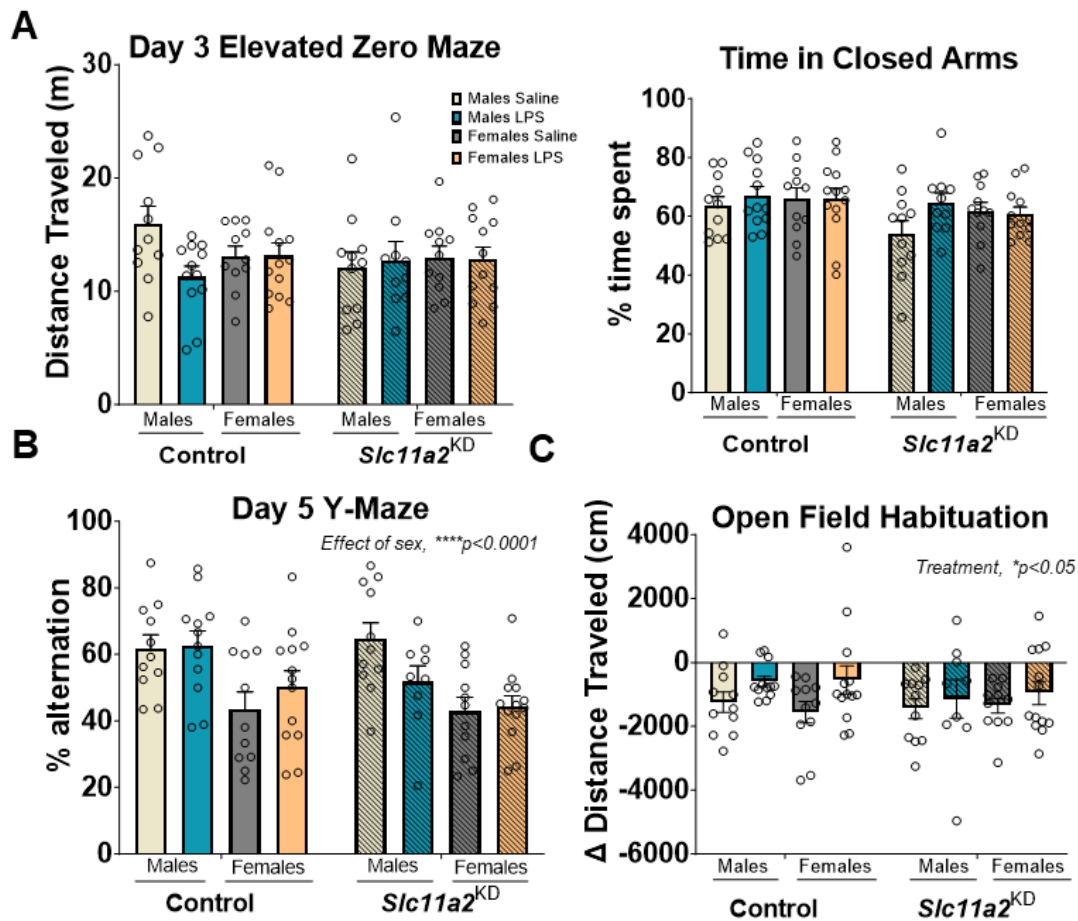 A
Day 3 Elevated Zero Maze
Distance Traveled (m)
30
20
10
0
Males Saline
Males LPS
Females Saline
Females LPS
Males Females Males Females
Control Slc11a2KD
Time in Closed Arms
% time spent
100
80
60
40
20
0
Males Females Males Females
Control Slc11a2KD
B
Day 5 Y-Maze
Effect of sex, ****p<0.0001
% alternation
100
80
60
40
20
0
Males Females Males Females
Control Slc11a2KD
C
Open Field Habituation
Treatment, *p<0.05
Δ Distance Traveled (cm)
4000
2000
0
-2000
-4000
-6000
Males Females Males Females
Control Slc11a2KD